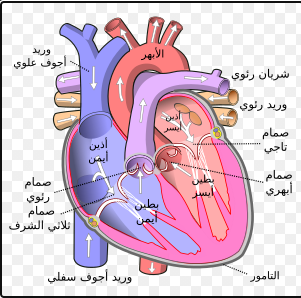 وريد
أجوف علوي
الأبهر
شريان رئوي
وريد رئوي
أذين
أيسر
صمام
تاجي
أذين
أيمن
صمام
أبهري
بطين
أيسر
صمام
رئوي
بطين
أيمن
صمام
ثلاثي الشرف
وريد أجوف سفلي
التامور